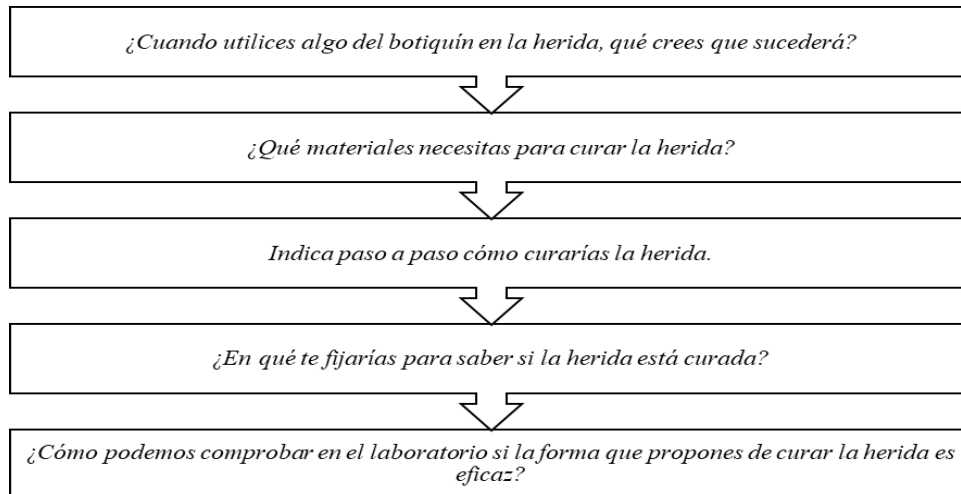 ¿Cuando utilices algo del botiquín en la herida, qué crees que sucederá?
¿Qué materiales necesitas para curar la herida?
Indica paso a paso cómo curarías la herida.
¿En qué te fijarías para saber si la herida está curada?
¿Cómo podemos comprobar en el laboratorio si la forma que propones de curar la herida es
eficaz?